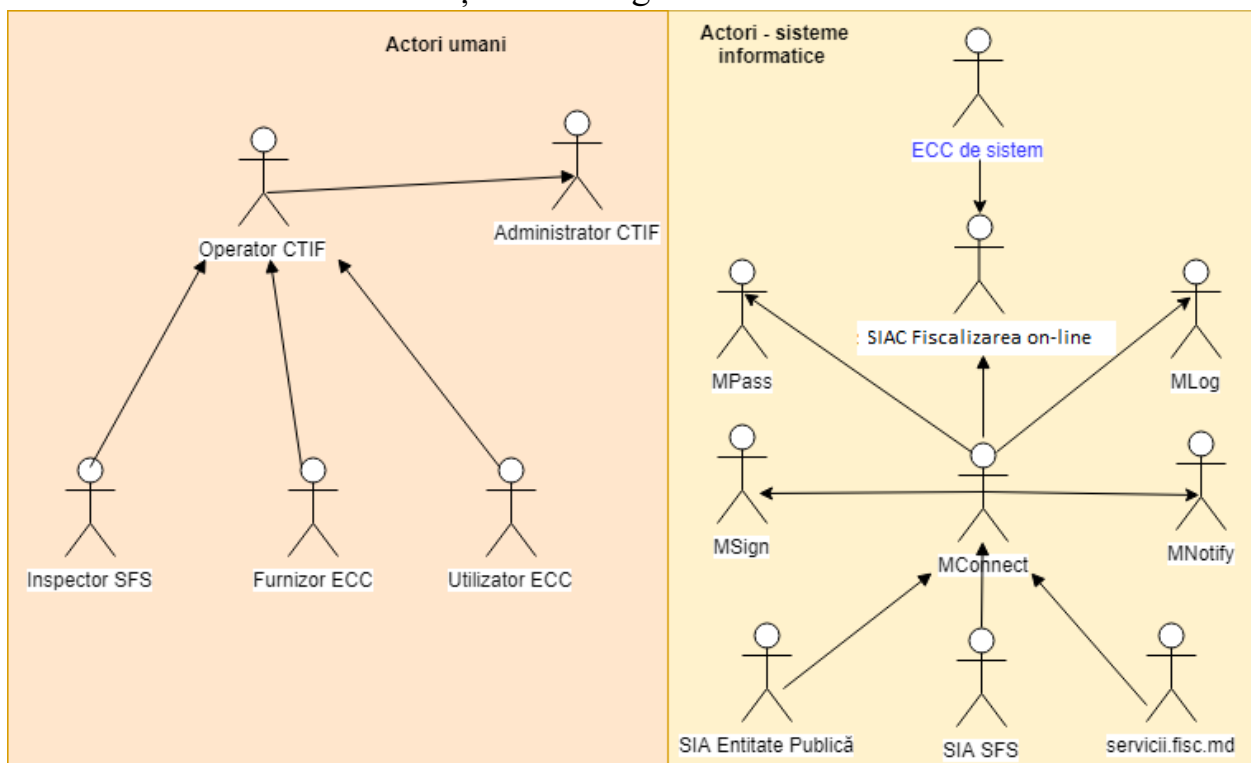 Actori umani
Operator CTIF
Administrator CTIF
Inspector SFS
Furnizor ECC
Utilizator ECC
Actori - sisteme
informatice
ECC de sistem
: SIAC Fiscalizarea on-line
MPass
MLog
MSign
MNotify
MConnect
SIA Entitate Publică
SIA SFS
servicii.fisc.md